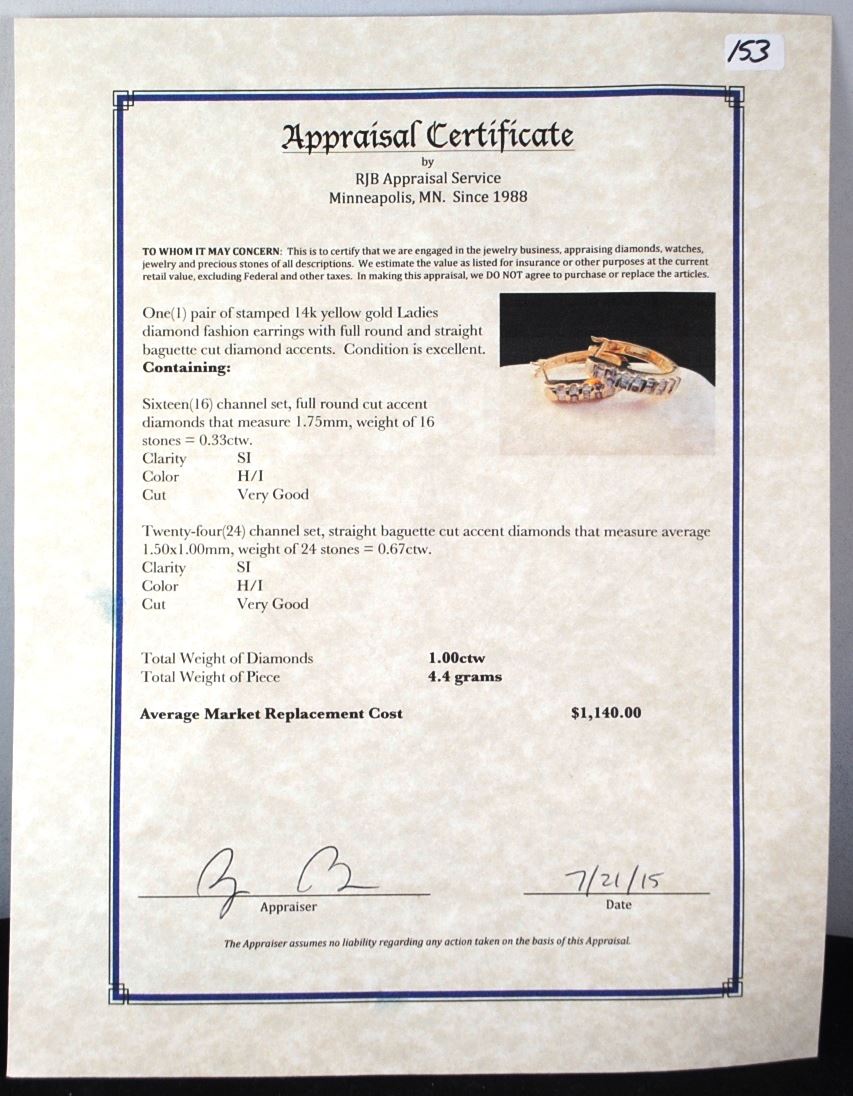 153
Appraisal Certificate
by
RJB Appraisal Service
Minneapolis, MN. Since 1988
TO WHOM IT MAY CONCERN: This is to certify that we are engaged in the jewelry business, appraising diamonds, watches,
jewelry and precious stones of all descriptions. We estimate the value as listed for insurance or other purposes at the current
retail value, excluding Federal and other taxes. In making this appraisal, we DO NOT agree to purchase or replace the articles.
One(1) pair of stamped 14k yellow gold Ladies
diamond fashion earrings with full round and straight
baguette cut diamond accents. Condition is excellent.
Containing:
Sixteen(16) channel set, full round cut accent
diamonds that measure 1.75mm, weight of 16
stones = 0.33ctw.
Clarity SI
Color H/I
Cut Very Good
Twenty-four(24) channel set, straight baguette cut accent diamonds that measure average
1.50x1.00mm, weight of 24 stones = 0.67ctw.
Clarity SI
Color H/I
Cut Very Good
Total Weight of Diamonds 1.00ctw
Total Weight of Piece 4.4 grams
Average Market Replacement Cost $1,140.00
7/21/15
Appraiser Date
The Appraiser assumes no liability regarding any action taken on the basis of this Appraisal.